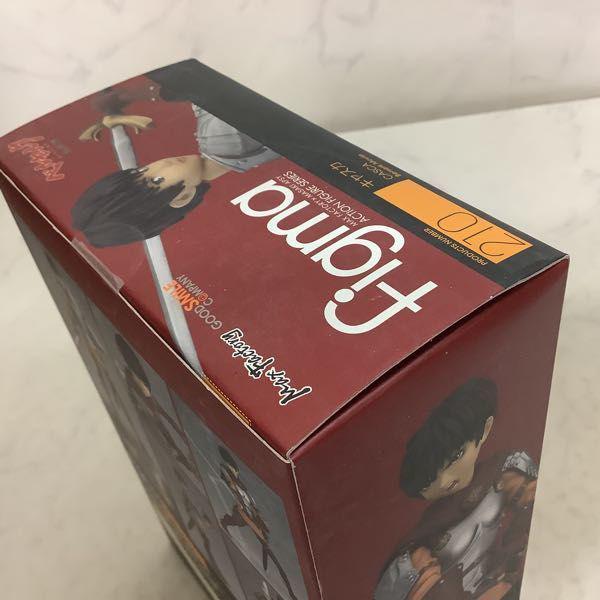 figma
MAX FACTORY × MASAKI APSY
ACTION FIGURE SERIES
PRODUCTS NUMBER
210
キャスカ
CASCA
GOOD SMILE
COMPANY
Max Factory